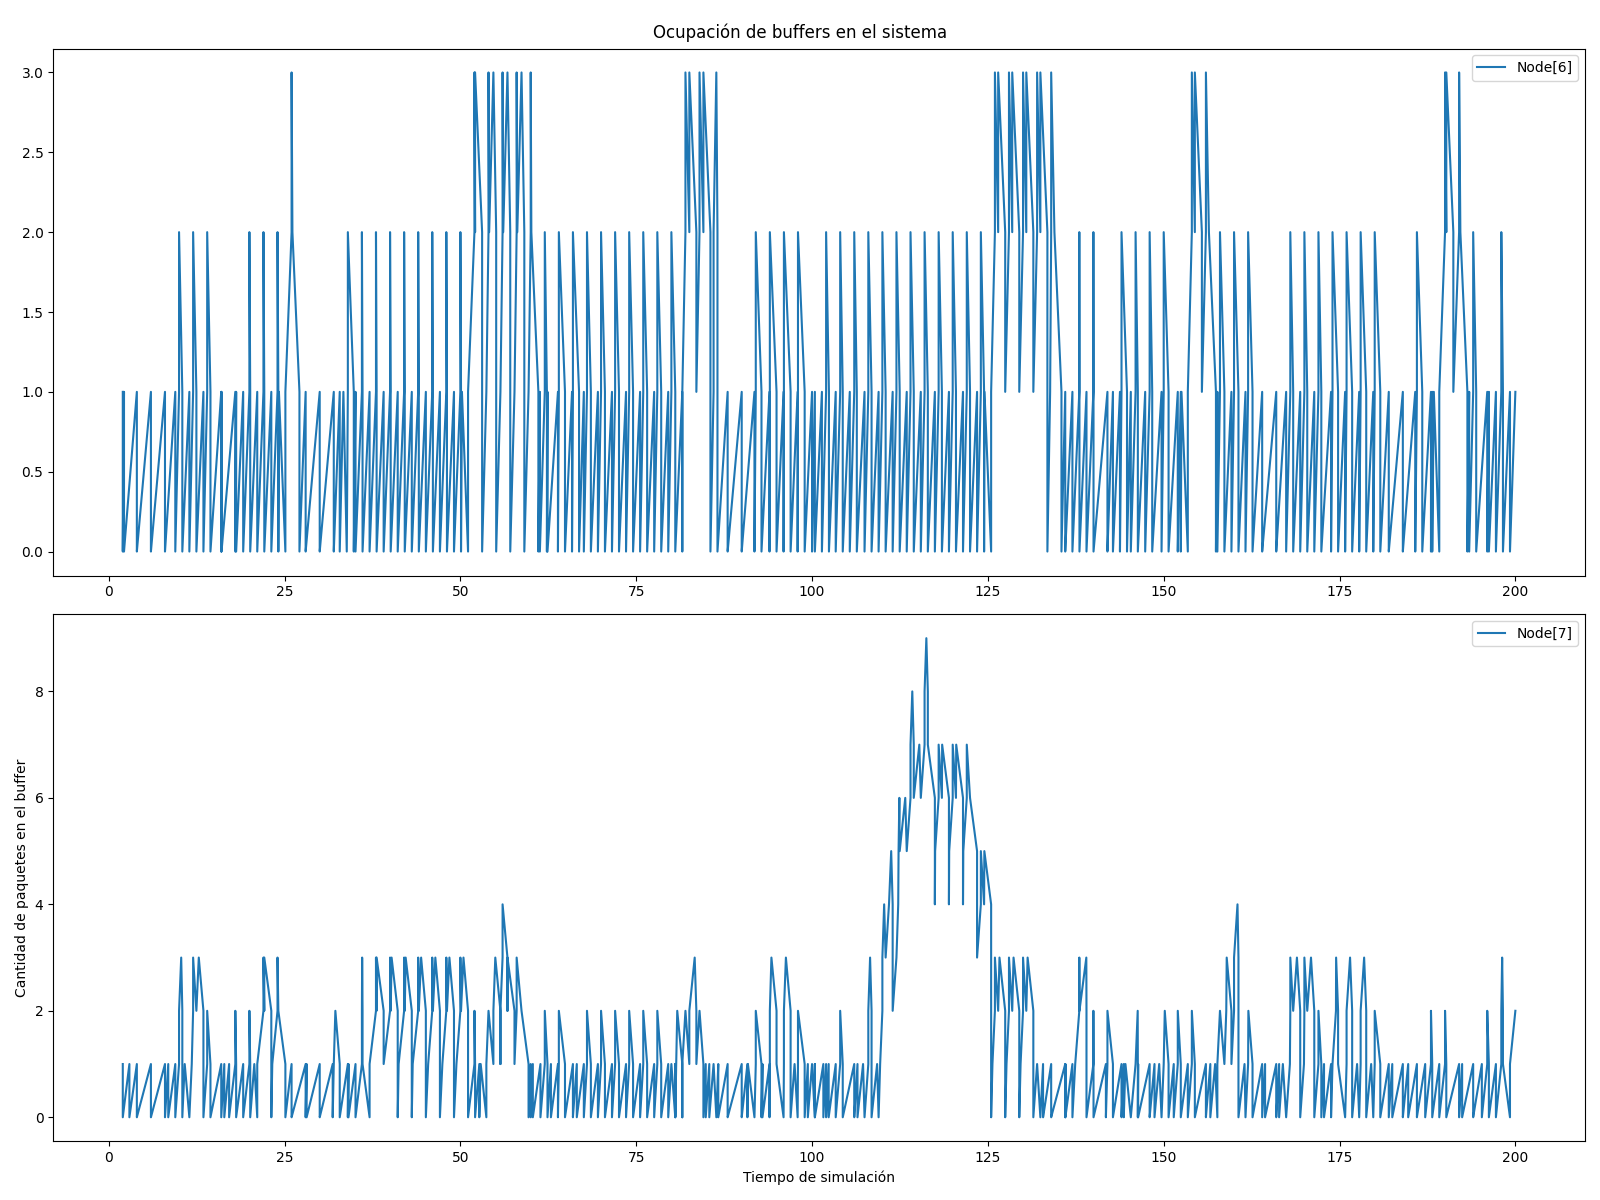 Ocupación de buffers en el sistema
Node[6]
3.0
2.5
2.0
1.5
1.0
0.5
0.0
0 25 50 75 100 125 150 175 200
Node[7]
Cantidad de paquetes en el buffer
8
6
4
2
0
0 25 50 75 100 125 150 175 200
Tiempo de simulación